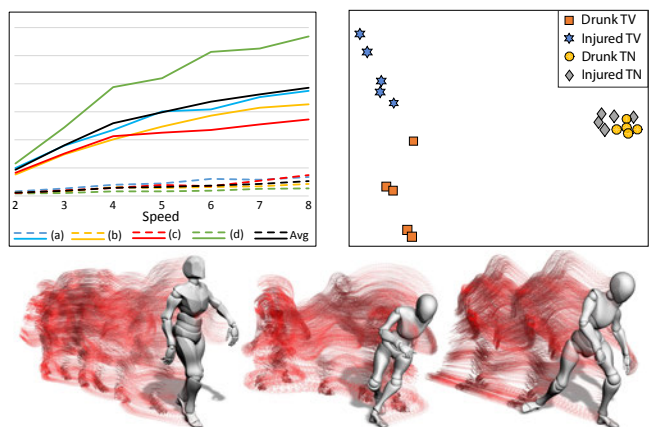 2 3 4 5 6 7 8
Speed
(a) (b) (c) (d) Avg
Drunk TV
Injured TV
Drunk TN
Injured TN